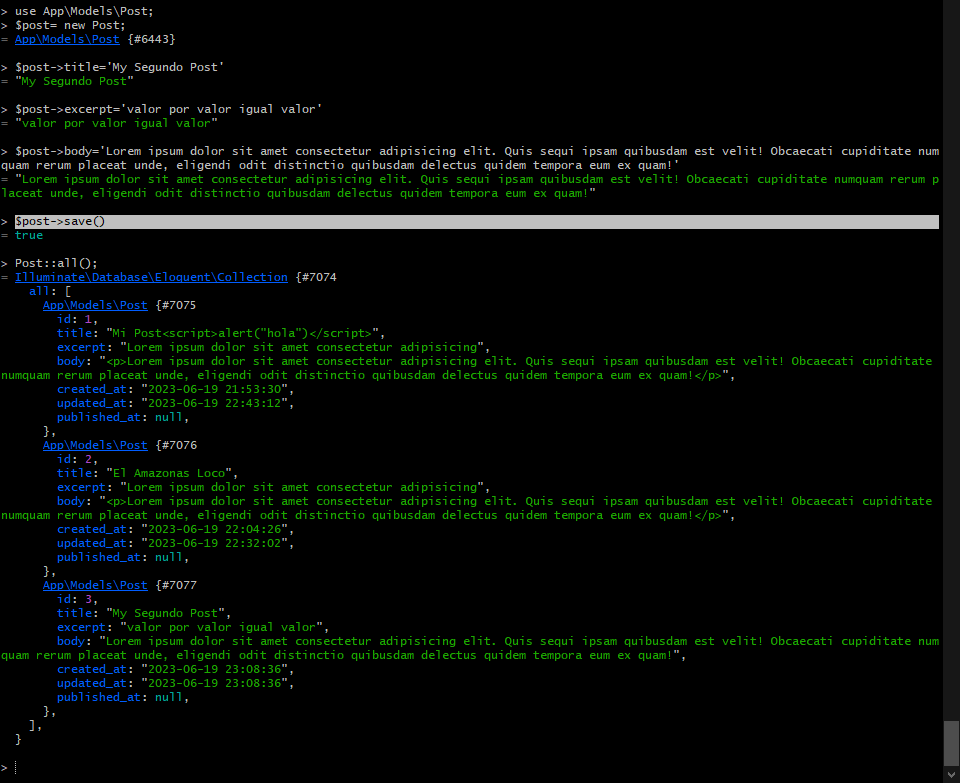 > use App\Models\Post;
> $post= new Post;
= App\Models\Post {#6443}
> $post->title='My Segundo Post'
= "My Segundo Post"
> $post->excerpt='valor por valor igual valor'
= "valor por valor igual valor"
> $post->body='Lorem ipsum dolor sit amet consectetur adipisicing elit. Quis sequi ipsam quibusdam est velit! Obcaecati cupiditate num
quam rerum placeat unde, eligendi odit distinctio quibusdam delectus quidem tempora eum ex quam!'
= "Lorem ipsum dolor sit amet consectetur adipisicing elit. Quis sequi ipsam quibusdam est velit! Obcaecati cupiditate numquam rerum p
laceat unde, eligendi odit distinctio quibusdam delectus quidem tempora eum ex quam!"
> $post->save()
= true
> Post::all();
= Illuminate\Database\Eloquent\Collection {#7074
all: [
App\Models\Post {#7075
id: 1,
title: "Mi Post<script>alert("hola")</script>",
excerpt: "Lorem ipsum dolor sit amet consectetur adipisicing",
body: "<p>Lorem ipsum dolor sit amet consectetur adipisicing elit. Quis sequi ipsam quibusdam est velit! Obcaecati cupiditate
numquam rerum placeat unde, eligendi odit distinctio quibusdam delectus quidem tempora eum ex quam!</p>",
created_at: "2023-06-19 21:53:30",
updated_at: "2023-06-19 22:43:12",
published_at: null,
},
App\Models\Post {#7076
id: 2,
title: "El Amazonas Loco",
excerpt: "Lorem ipsum dolor sit amet consectetur adipisicing",
body: "<p>Lorem ipsum dolor sit amet consectetur adipisicing elit. Quis sequi ipsam quibusdam est velit! Obcaecati cupiditate
numquam rerum placeat unde, eligendi odit distinctio quibusdam delectus quidem tempora eum ex quam!</p>",
created_at: "2023-06-19 22:04:26",
updated_at: "2023-06-19 22:32:02",
published_at: null,
},
App\Models\Post {#7077
id: 3,
title: "My Segundo Post",
excerpt: "valor por valor igual valor",
body: "Lorem ipsum dolor sit amet consectetur adipisicing elit. Quis sequi ipsam quibusdam est velit! Obcaecati cupiditate num
quam rerum placeat unde, eligendi odit distinctio quibusdam delectus quidem tempora eum ex quam!",
created_at: "2023-06-19 23:08:36",
updated_at: "2023-06-19 23:08:36",
published_at: null,
},
],
}
>